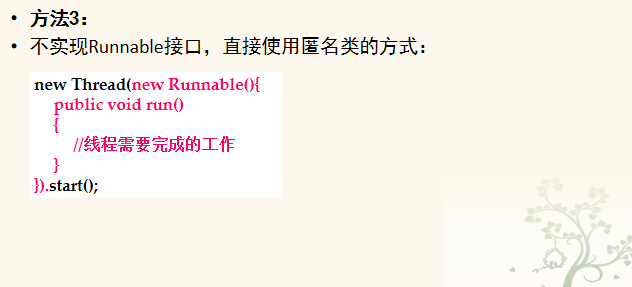 • 方法3：
• 不实现Runnable接口，直接使用匿名类的方式：
new Thread(new Runnable(){
public void run()
{
//线程需要完成的工作
}
}).start();